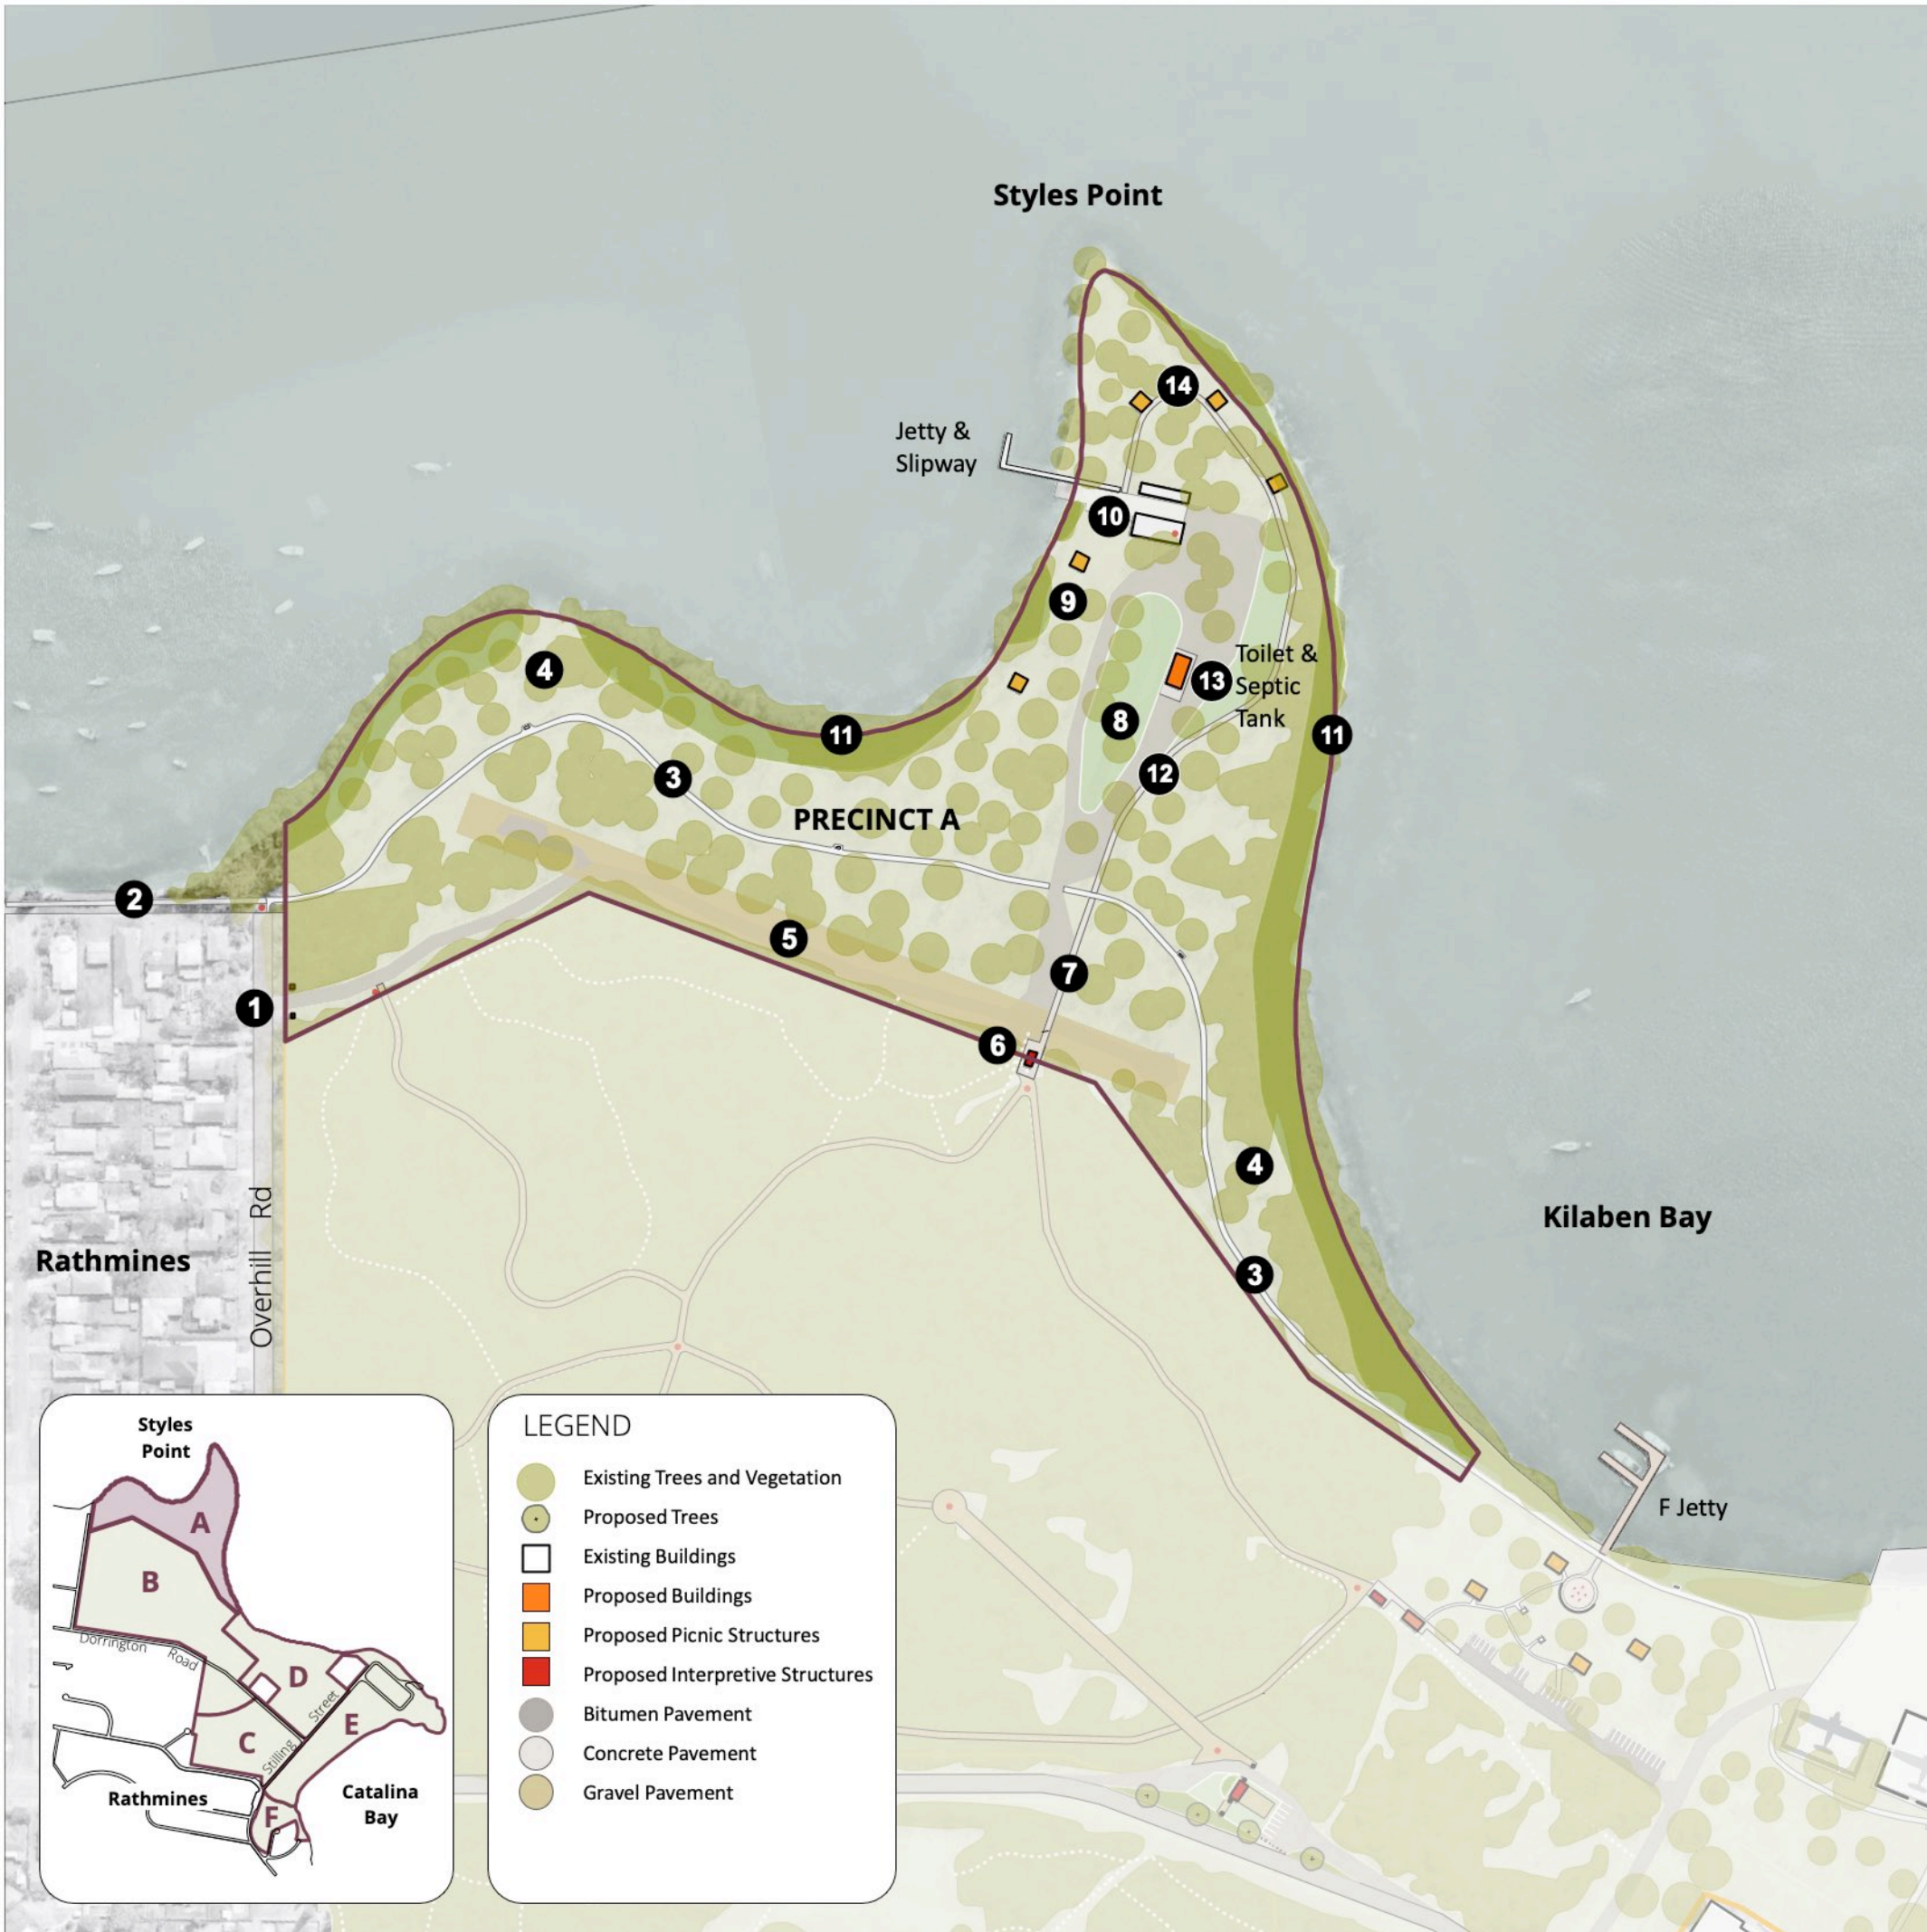 Styles Point
14
Jetty &
Slipway
10
9
4
Toilet &
13
Septic
Tank
8
11
11
12
3
PRECINCT A
2
5
7
1
6
4
Kilaben Bay
3
Rathmines
Overhill Rd
F Jetty
Styles
Point
A
B
Dorrington Road
D
Street
E
C
Stilling
Rathmines
Catalina
Bay
F
LEGEND
Existing Trees and Vegetation
Proposed Trees
Existing Buildings
Proposed Buildings
Proposed Picnic Structures
Proposed Interpretive Structures
Bitumen Pavement
Concrete Pavement
Gravel Pavement